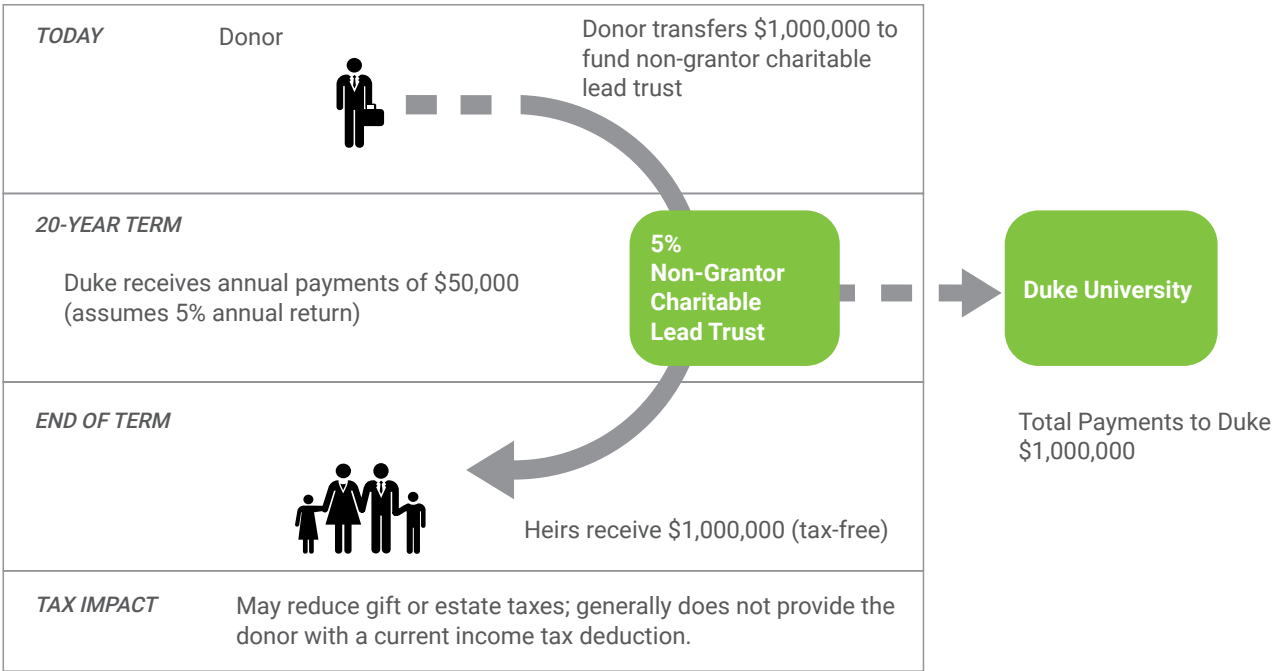 TODAY
Donor
Donor transfers $1,000,000 to
fund non-grantor charitable
lead trust
20-YEAR TERM
Duke receives annual payments of $50,000
(assumes 5% annual return)
5%
Non-Grantor
Charitable
Lead Trust
Duke University
Total Payments to Duke
$1,000,000
END OF TERM
Heirs receive $1,000,000 (tax-free)
TAX IMPACT
May reduce gift or estate taxes; generally does not provide the
donor with a current income tax deduction.